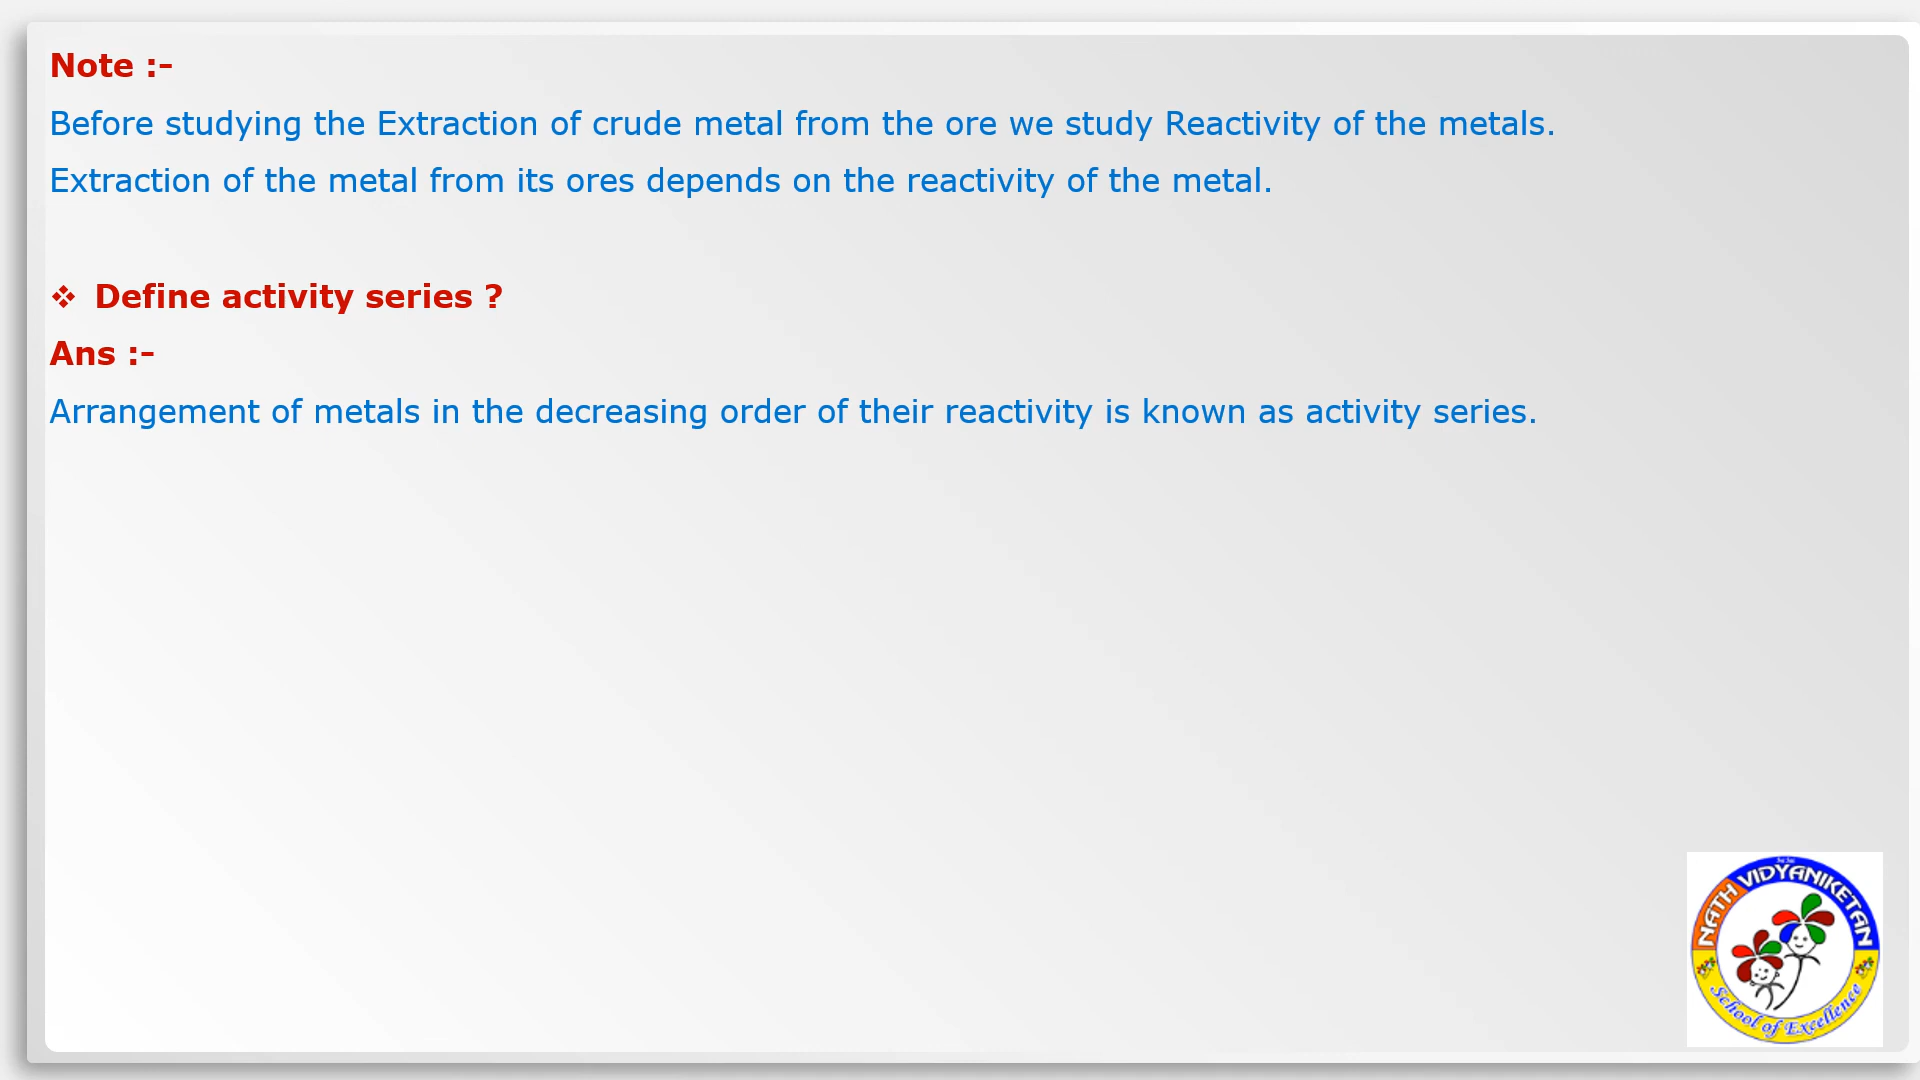 Note :–
Before studying the Extraction of crude metal from the ore we study Reactivity of the metals.
Extraction of the metal from its ores depends on the reactivity of the metal.
❖ Define activity series ?
Ans :–
Arrangement of metals in the decreasing order of their reactivity is known as activity series.
NATH VIDYANIKETAN
School of Excellence